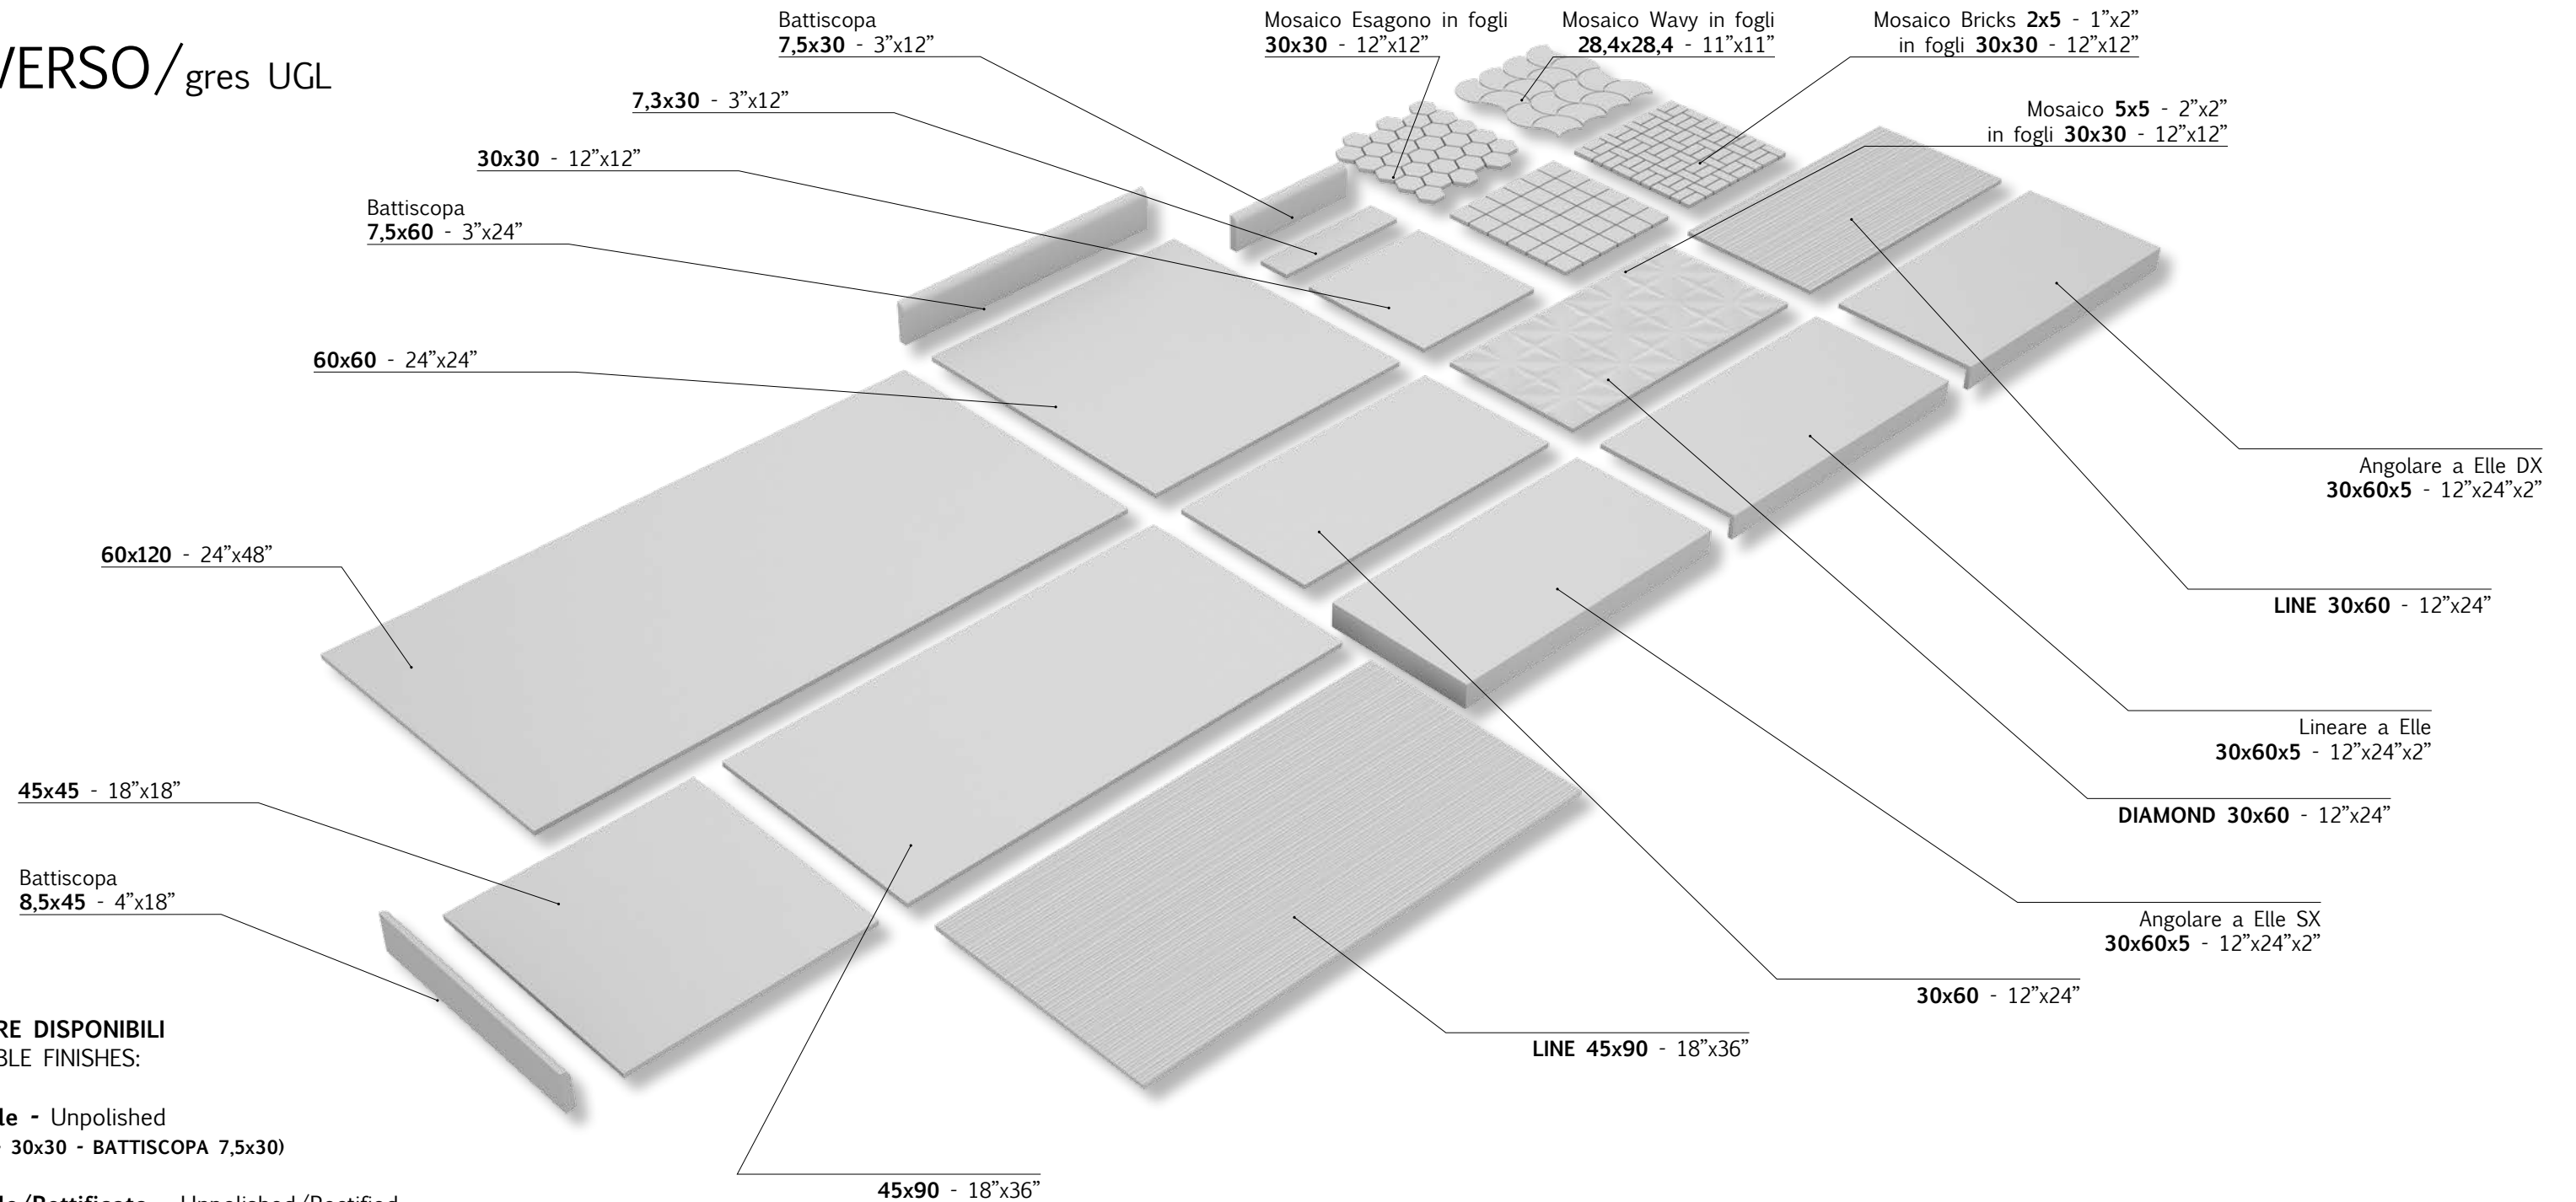 VERSO/gres UGL
Battiscopa
7,5x30 - 3”x12”
Mosaico Esagono in fogli
30x30 - 12”x12”
Mosaico Wavy in fogli
28,4x28,4 - 11”x11”
Mosaico Bricks 2x5 - 1”x2”
in fogli 30x30 - 12”x12”
7,3x30 - 3”x12”
Mosaico 5x5 - 2”x2”
in fogli 30x30 - 12”x12”
30x30 - 12”x12”
Battiscopa
7,5x60 - 3”x24”
60x60 - 24”x24”
Angolare a Elle DX
30x60x5 - 12”x24”x2”
60x120 - 24”x48”
LINE 30x60 - 12”x24”
Lineare a Elle
30x60x5 - 12”x24”x2”
45x45 - 18”x18”
DIAMOND 30x60 - 12”x24”
Battiscopa
8,5x45 - 4”x18”
Angolare a Elle SX
30x60x5 - 12”x24”x2”
30x60 - 12”x24”
LINE 45x90 - 18”x36”
45x90 - 18”x36”
RE DISPONIBILI
BLE FINISHES:
le - Unpolished
30x30 - BATTISCOPA 7,5x30)